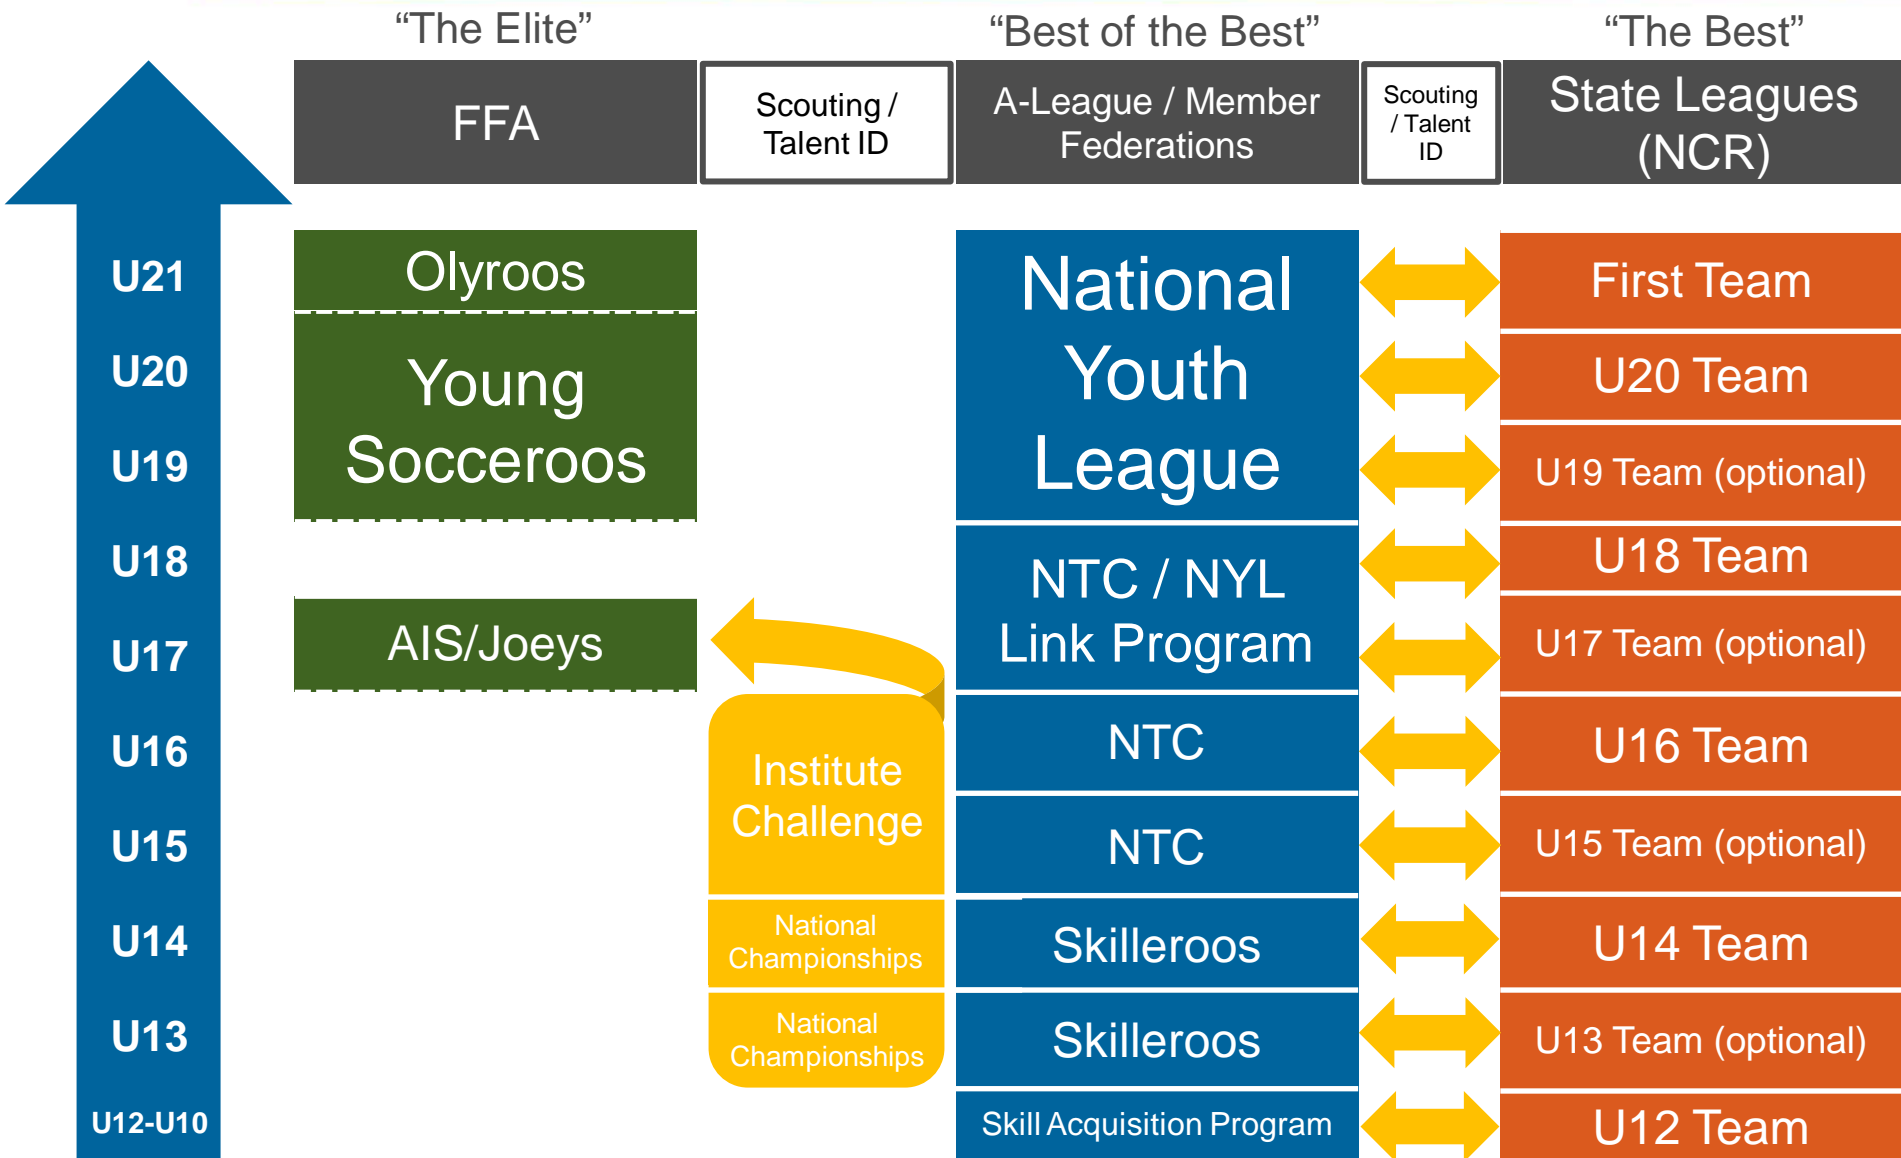 “The Elite”
“Best of the Best”
“The Best”
FFA
Scouting /
Talent ID
A-League / Member
Federations
Scouting
/ Talent
ID
State Leagues
(NCR)
U21
Olyroos
National
Youth
League
First Team
U20
Young
Socceroos
U20 Team
U19
U19 Team (optional)
U18
NTC / NYL
Link Program
U18 Team
U17
AIS/Joeys
U17 Team (optional)
U16
Institute
Challenge
NTC
U16 Team
U15
NTC
U15 Team (optional)
U14
National
Championships
Skilleroos
U14 Team
U13
National
Championships
Skilleroos
U13 Team (optional)
U12-U10
Skill Acquisition Program
U12 Team